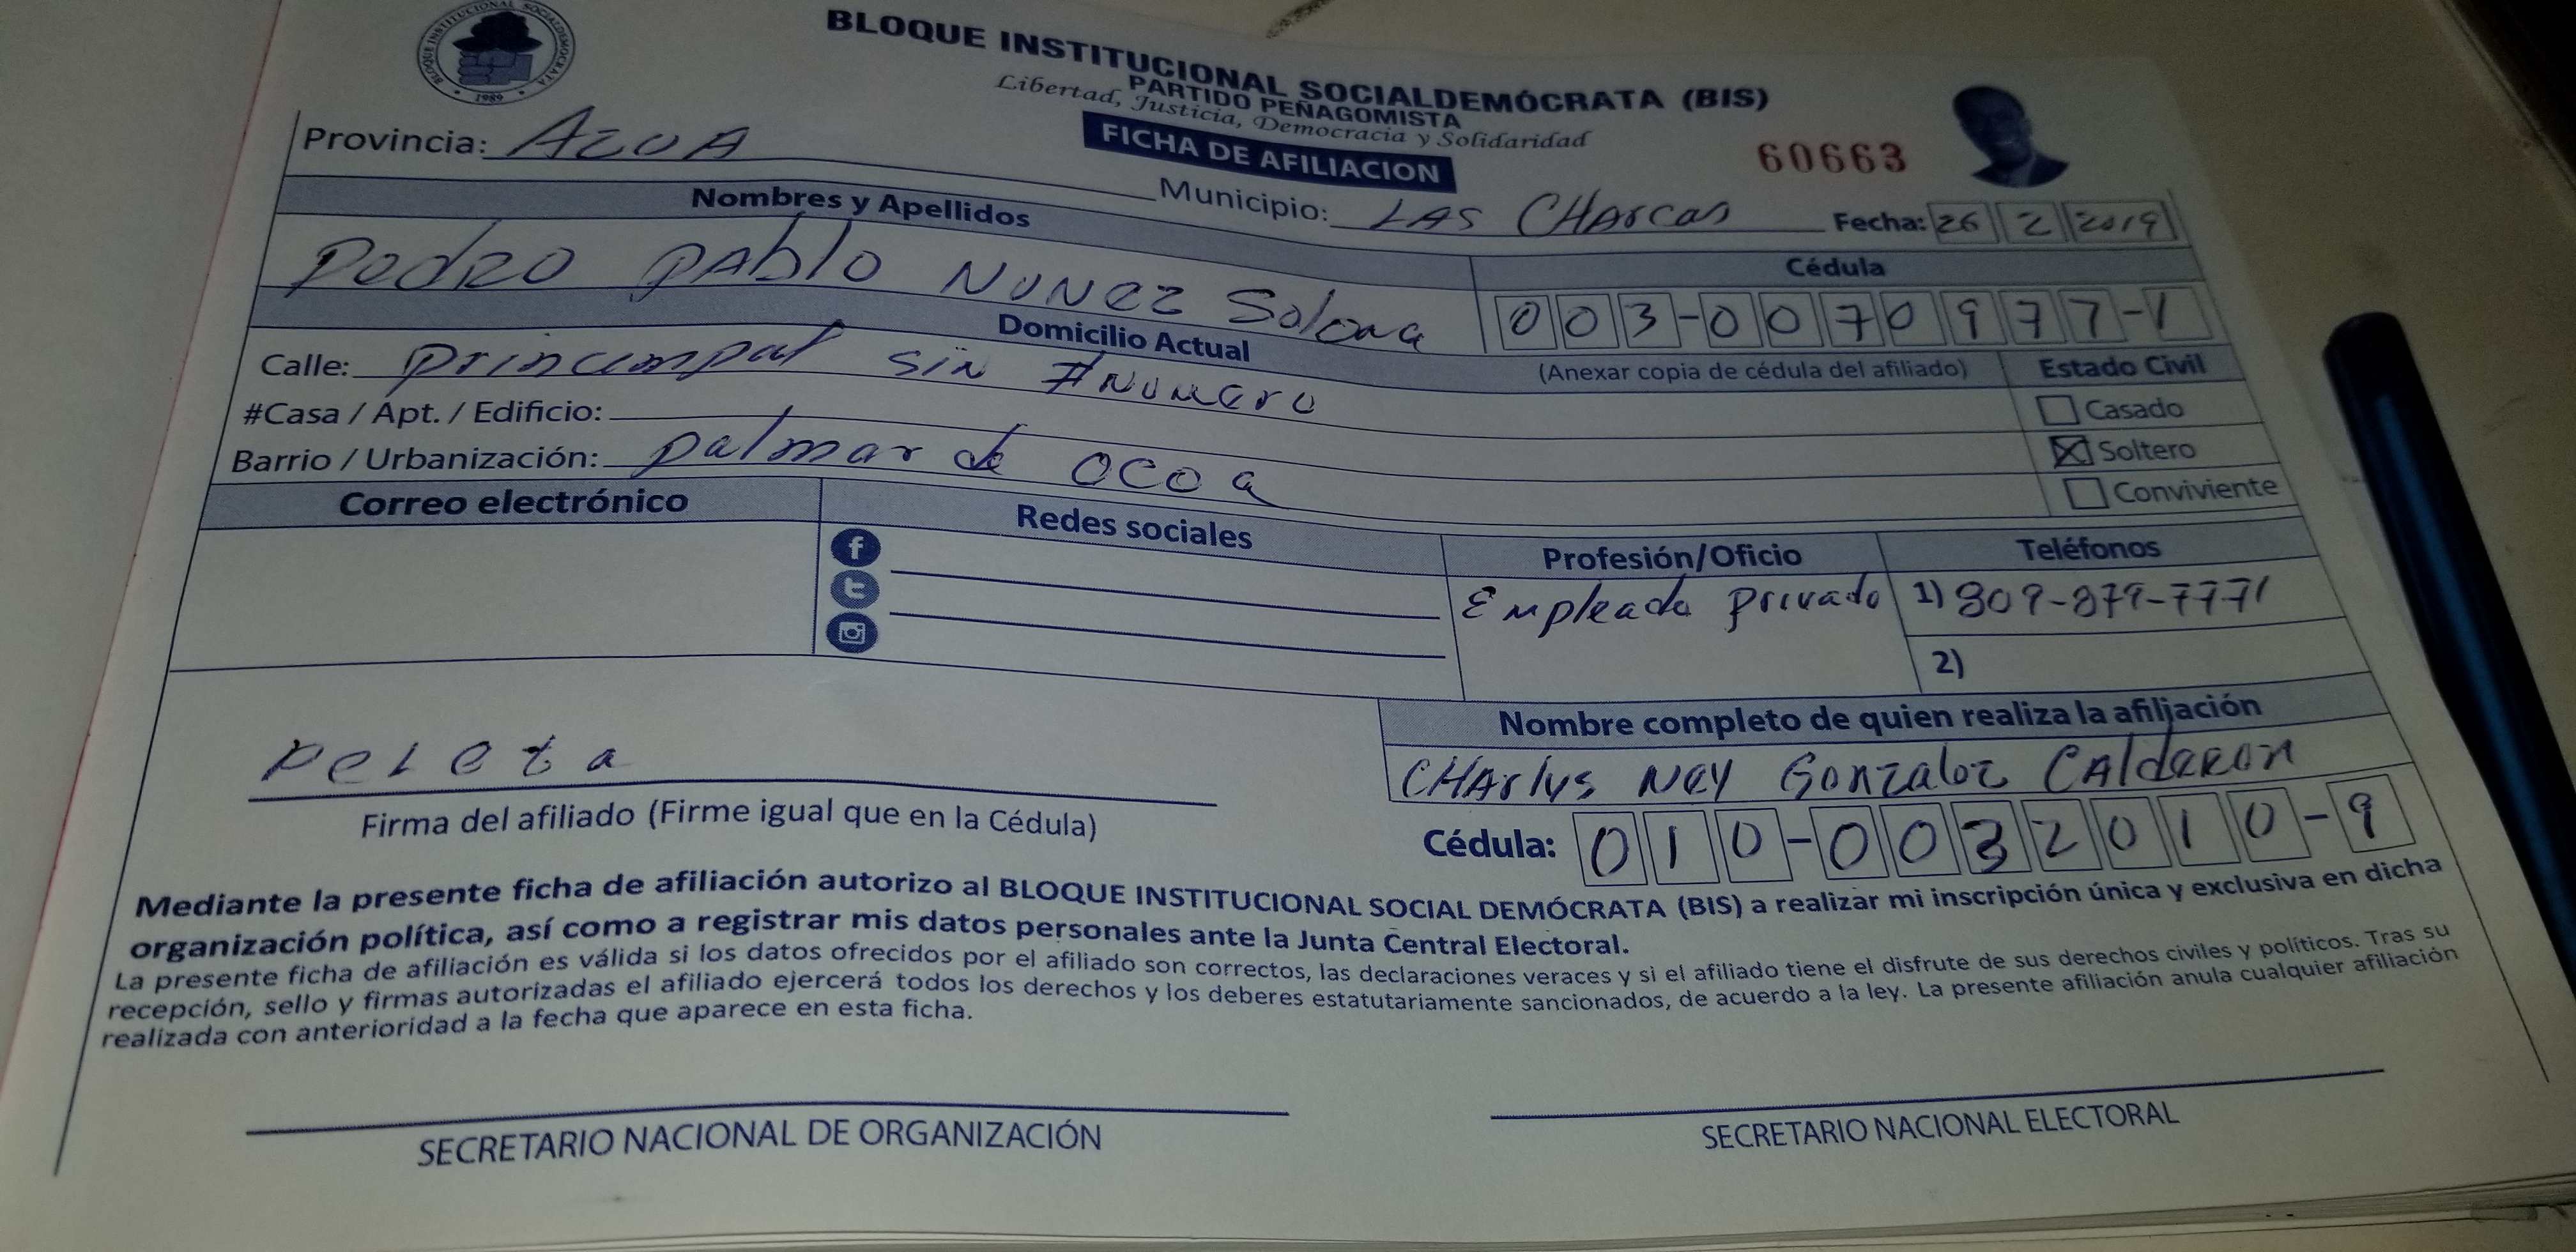 BLOQUE INSTITUCIONAL SOCIALDEMOCRATA
1989
BLOQUE INSTITUCIONAL SOCIALDEMÓCRATA (BIS)
PARTIDO PEÑAGOMISTA
Libertad, Justicia, Democracia y Solidaridad
FICHA DE AFILIACION
60663
Provincia: AZUA
Municipio: LAS CHArcas
Fecha: 26 2 2019
Nombres y Apellidos
Cédula
Pedro pAblo NUNez Solona
003-0070977-1
Domicilio Actual
(Anexar copia de cédula del afiliado)
Estado Civil
Calle: princimpal sin #numero
Casado
#Casa / Apt. / Edificio:
Soltero
Barrio / Urbanización: palmar de ocoa
Conviviente
Correo electrónico
Redes sociales
Profesión/Oficio
Teléfonos
Empleado privado
1) 809-879-7771
2)
Nombre completo de quien realiza la afiliación
CHArlys Ney Gonzalez CAldERon
Peleta
Firma del afiliado (Firme igual que en la Cédula)
Cédula: 010-0032010-9
Mediante la presente ficha de afiliación autorizo al BLOQUE INSTITUCIONAL SOCIAL DEMÓCRATA (BIS) a realizar mi inscripción única y exclusiva en dicha
organización política, así como a registrar mis datos personales ante la Junta Central Electoral.
La presente ficha de afiliación es válida si los datos ofrecidos por el afiliado son correctos, las declaraciones veraces y si el afiliado tiene el disfrute de sus derechos civiles y políticos. Tras su
recepción, sello y firmas autorizadas el afiliado ejercerá todos los derechos y los deberes estatutariamente sancionados, de acuerdo a la ley. La presente afiliación anula cualquier afiliación
realizada con anterioridad a la fecha que aparece en esta ficha.
SECRETARIO NACIONAL DE ORGANIZACIÓN
SECRETARIO NACIONAL ELECTORAL